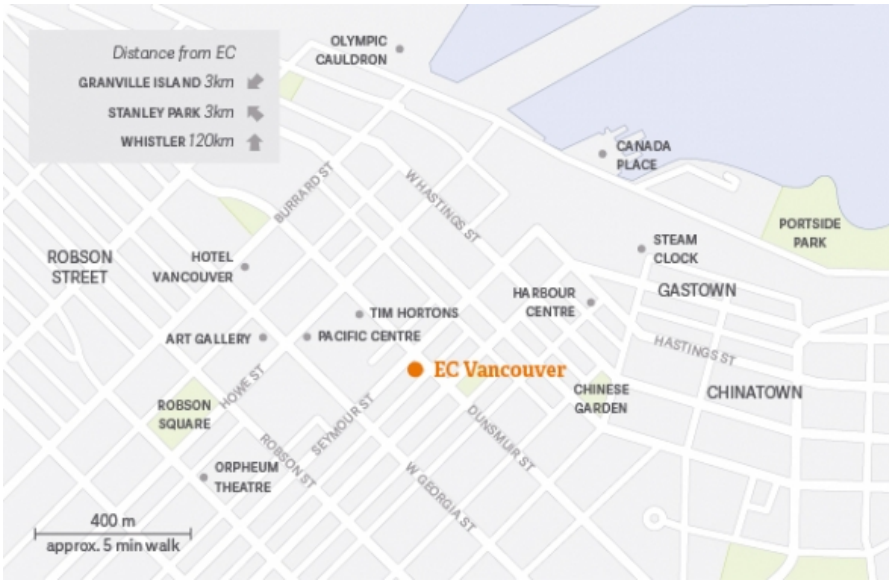 Distance from EC
GRANVILLE ISLAND 3km
STANLEY PARK 3km
WHISTLER 120km
OLYMPIC
CAULDRON
CANADA
PLACE
BURRARD ST
W HASTINGS ST
PORTSIDE
PARK
STEAM
CLOCK
ROBSON
STREET
HOTEL
VANCOUVER
GASTOWN
HARBOUR
CENTRE
TIM HORTONS
ART GALLERY
PACIFIC CENTRE
HASTINGS ST
EC Vancouver
HOWE ST
CHINESE
GARDEN
CHINATOWN
ROBSON
SQUARE
SEYMOUR ST
DUNSMUIR ST
ROBSON ST
ORPHEUM
THEATRE
W GEORGIA ST
400 m
approx. 5 min walk